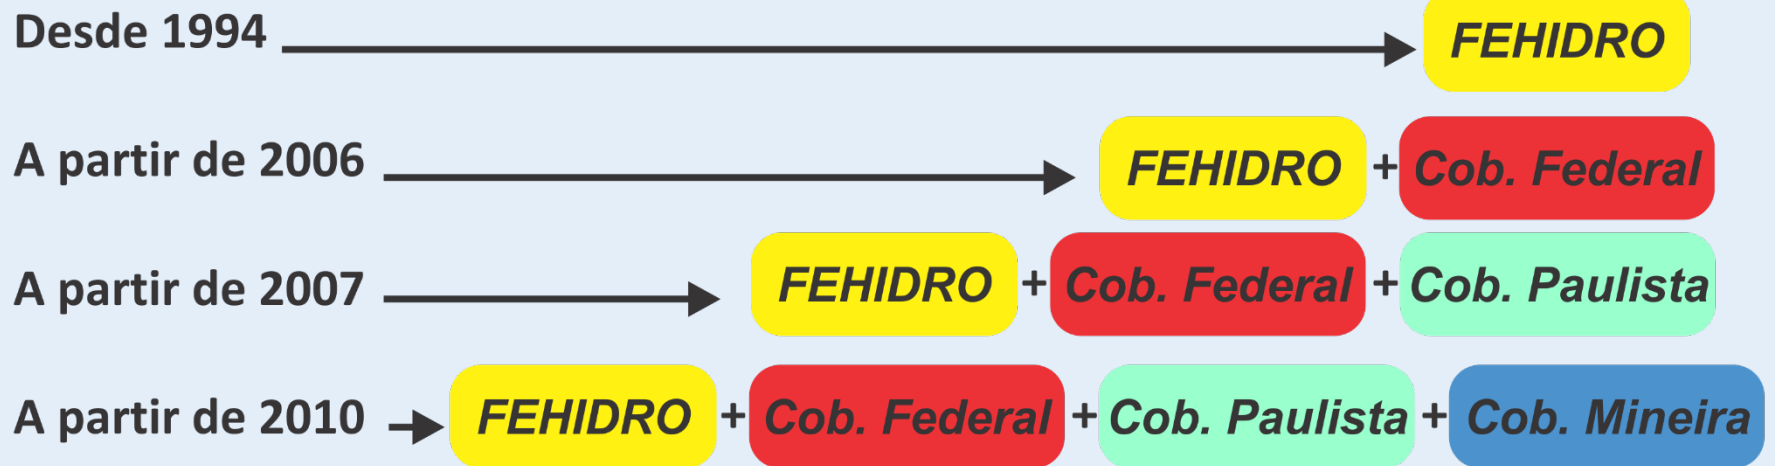 Desde 1994 FEHIDRO
A partir de 2006 FEHIDRO + Cob. Federal
A partir de 2007 FEHIDRO + Cob. Federal + Cob. Paulista
A partir de 2010 FEHIDRO + Cob. Federal + Cob. Paulista + Cob. Mineira